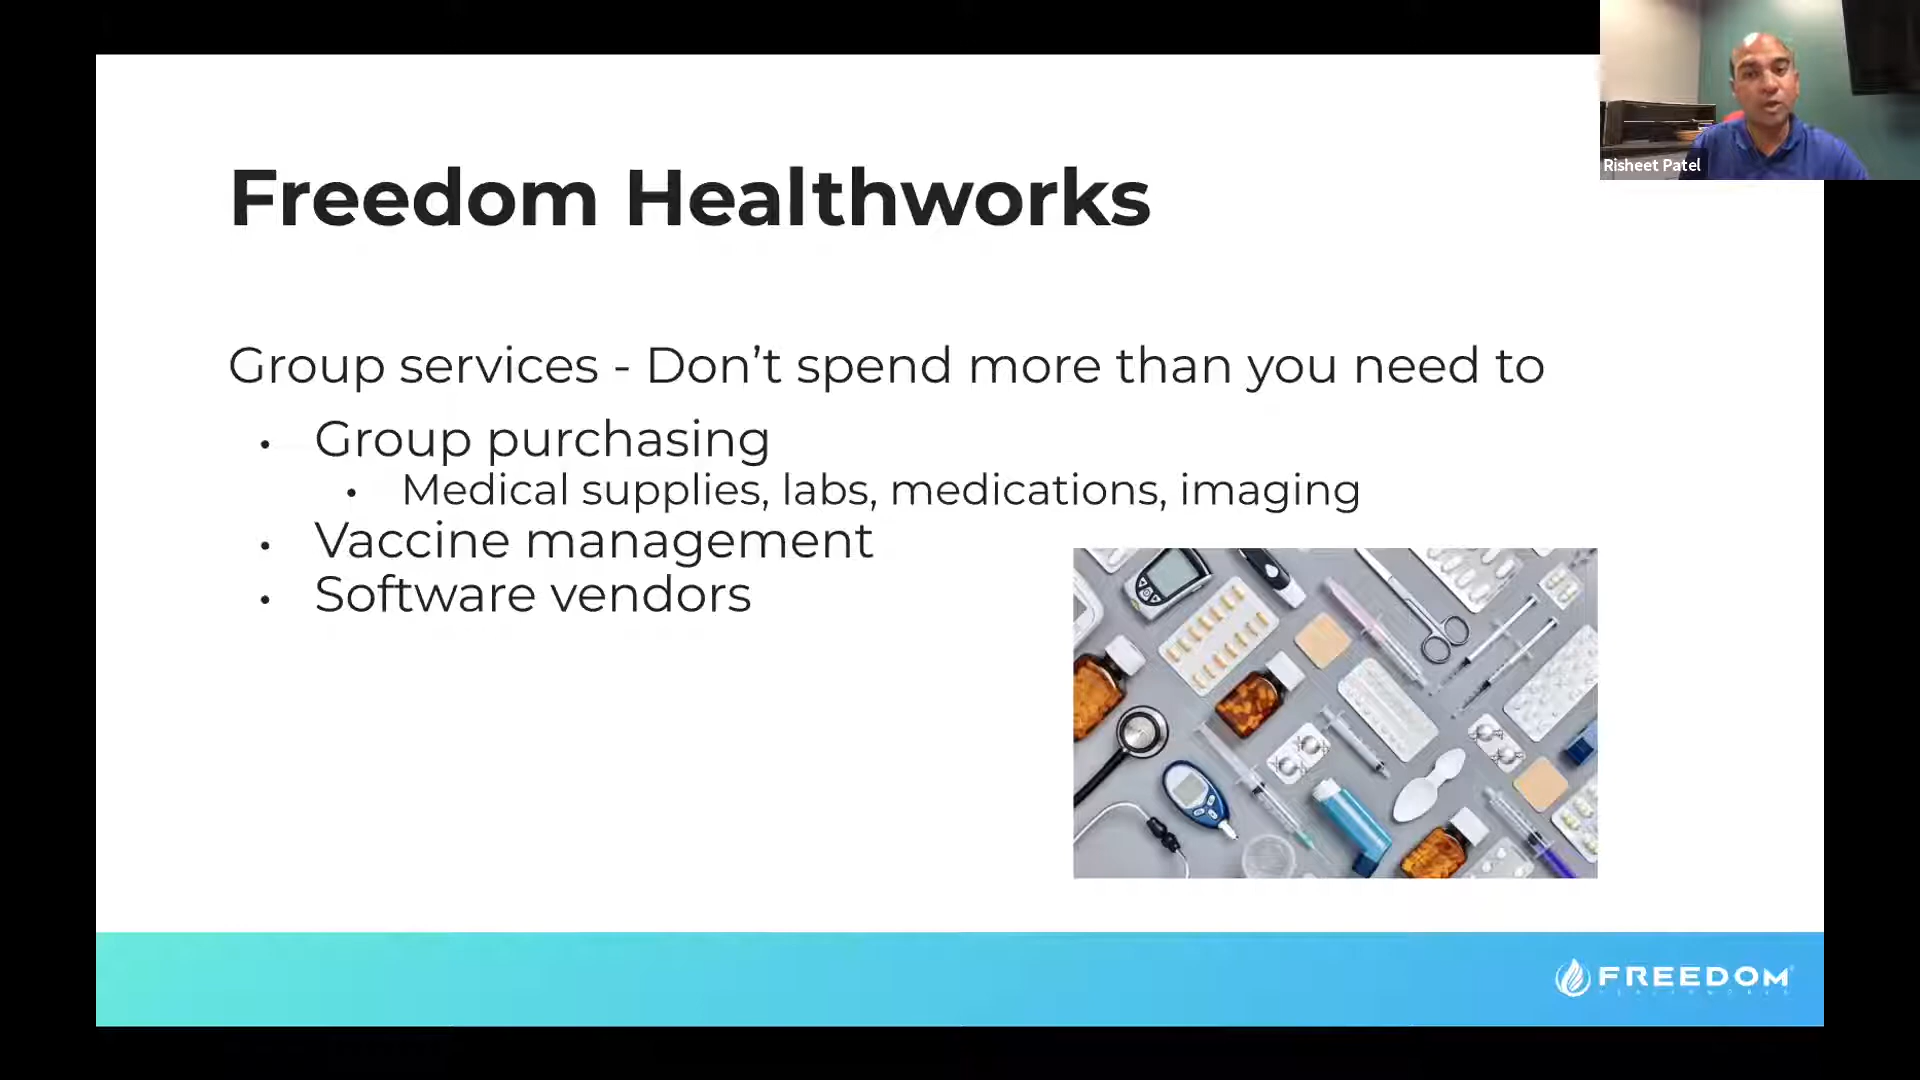 Risheet Patel
Freedom Healthworks
Group services - Don’t spend more than you need to
• Group purchasing
• Medical supplies, labs, medications, imaging
• Vaccine management
• Software vendors
FREEDOM